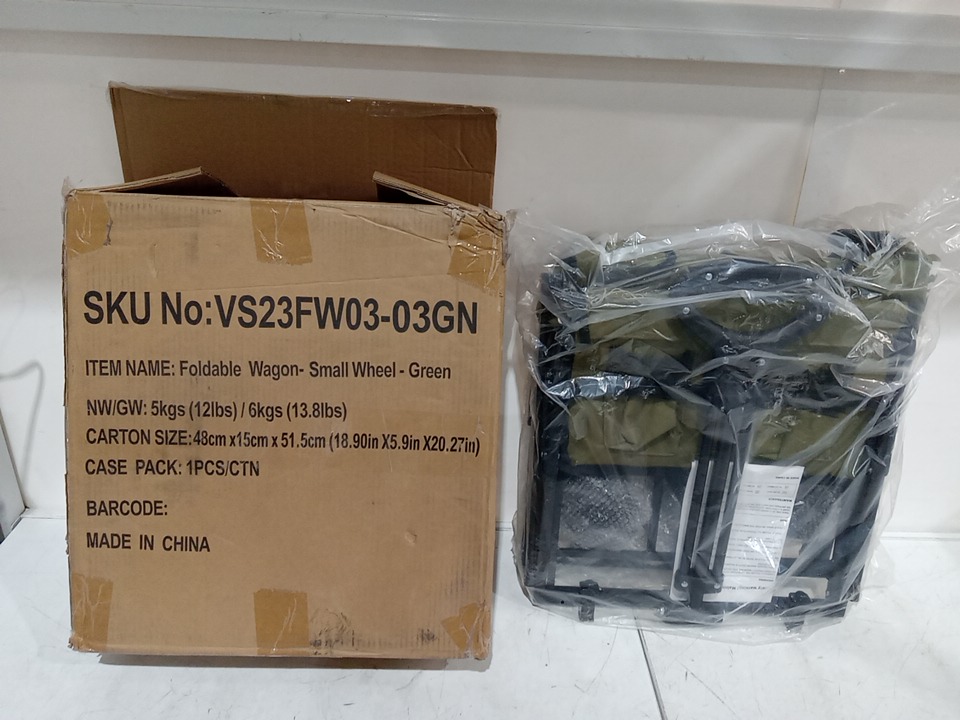 SKU No:VS23FW03-03GN
ITEM NAME: Foldable Wagon- Small Wheel - Green
NW/GW: 5kgs (12lbs) / 6kgs (13.8lbs)
CARTON SIZE:48cm x15cm x 51.5cm (18.90in X5.9in X20.27in)
CASE PACK: 1PCS/CTN
BARCODE:
MADE IN CHINA